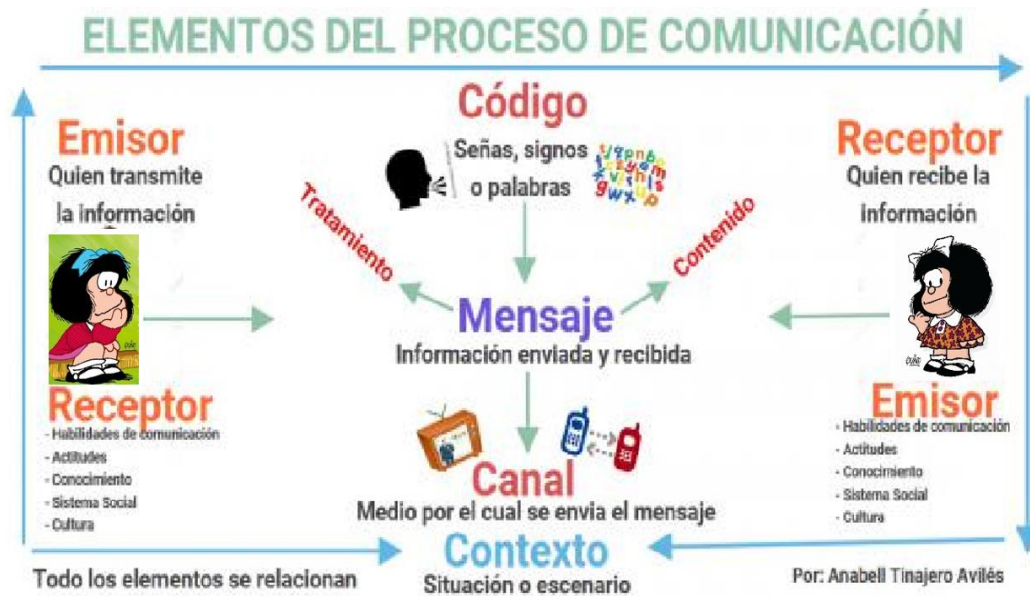 ELEMENTOS DEL PROCESO DE COMUNICACIÓN
Emisor
Quien transmite
la información
Código
Señas, signos
o palabras
Receptor
Quien recibe la
información
Tratamiento
Contenido
Mensaje
Información enviada y recibida
Receptor
- Habilidades de comunicación
- Actitudes
- Conocimiento
- Sistema Social
- Cultura
Emisor
- Habilidades de comunicación
- Actitudes
- Conocimiento
- Sistema Social
- Cultura
Canal
Medio por el cual se envia el mensaje
Contexto
Situación o escenario
Todo los elementos se relacionan
Por: Anabell Tinajero Avilés